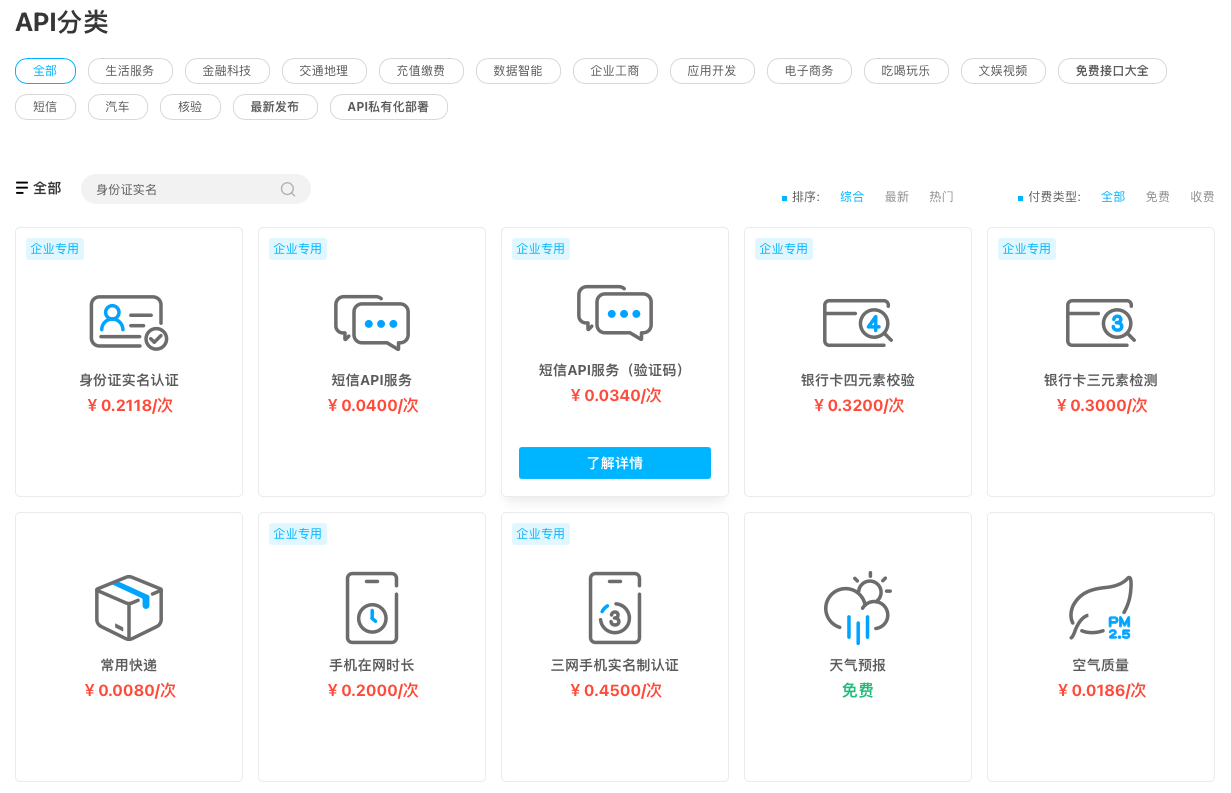 API分类
全部 生活服务 金融科技 交通地理 充值缴费 数据智能 企业工商 应用开发 电子商务 吃喝玩乐 文娱视频 免费接口大全
短信 汽车 核验 最新发布 API私有化部署
全部 身份证实名 排序: 综合 最新 热门 付费类型: 全部 免费 收费
企业专用 企业专用 企业专用 企业专用 企业专用
4 3
身份证实名认证 短信API服务 短信API服务（验证码） 银行卡四元素校验 银行卡三元素检测
¥ 0.2118/次 ¥ 0.0400/次 ¥ 0.0340/次 ¥ 0.3200/次 ¥ 0.3000/次
了解详情
企业专用 企业专用
3 PM
2.5
常用快递 手机在网时长 三网手机实名制认证 天气预报 空气质量
¥ 0.0080/次 ¥ 0.2000/次 ¥ 0.4500/次 免费 ¥ 0.0186/次